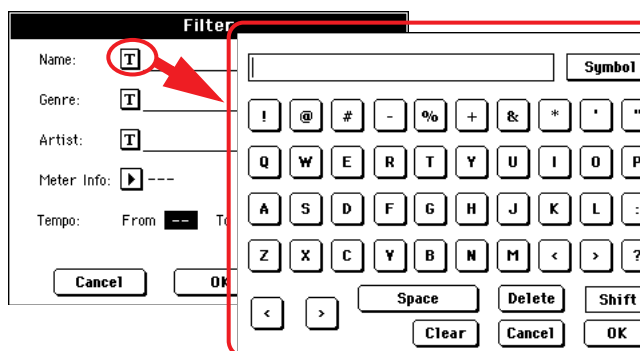 Filter
Name: T
Genre: T
Artist: T
Meter Info: ---
Tempo: From -- To
Cancel OK
Symbol
! @ # - % + & * ' "
Q W E R T Y U I O P
A S D F G H J K L :
Z X C V B N M < > ?
< > Space Delete Shift
Clear Cancel OK